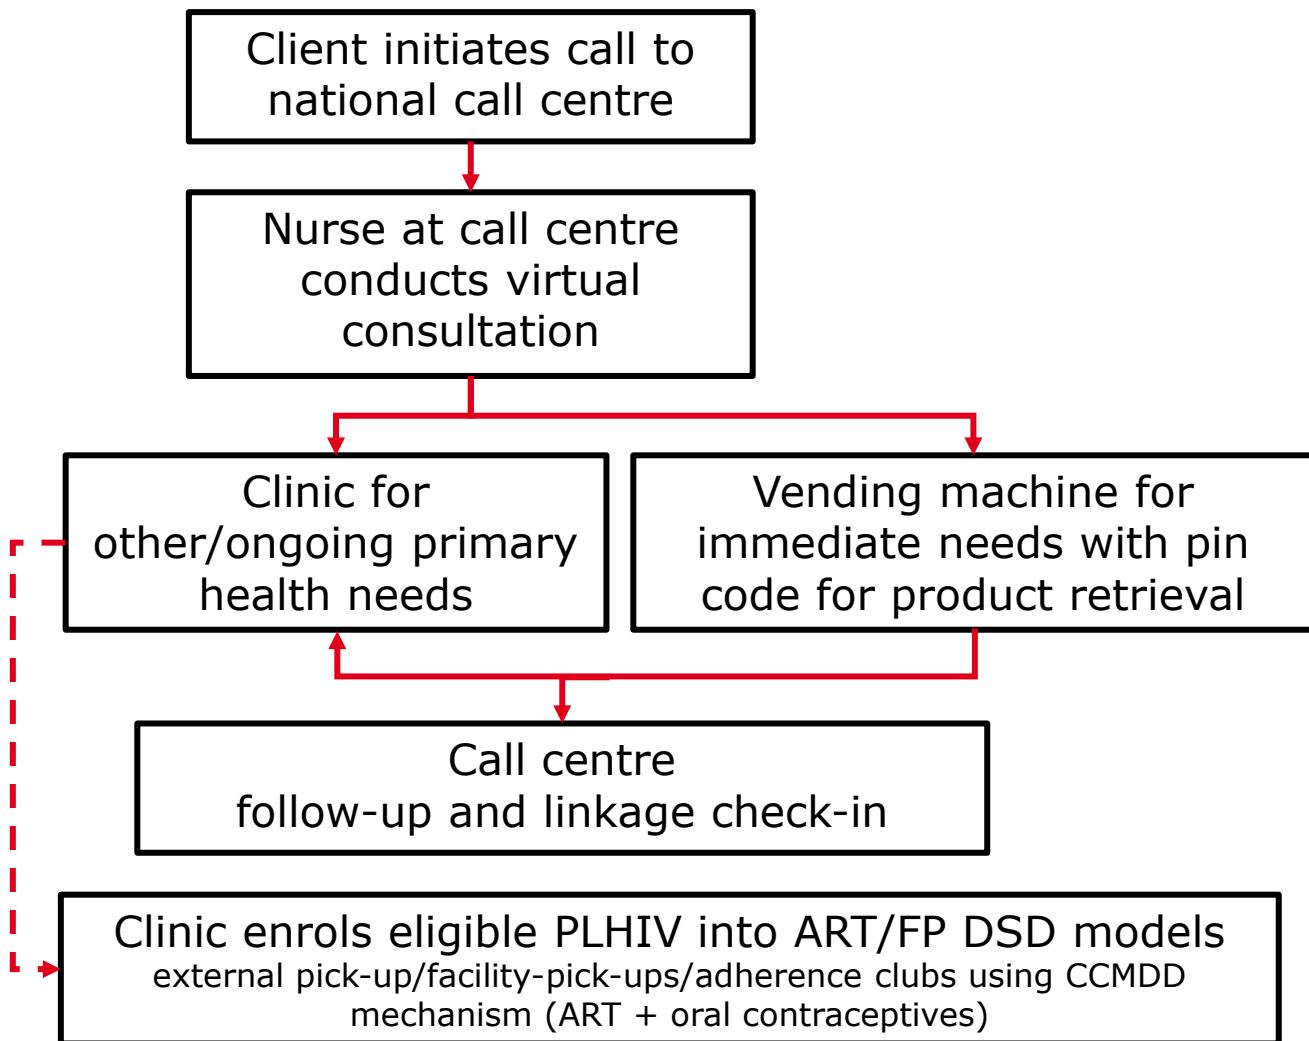 Client initiates call to
national call centre
Nurse at call centre
conducts virtual
consultation
Clinic for
other/ongoing primary
health needs
Vending machine for
immediate needs with pin
code for product retrieval
Call centre
follow-up and linkage check-in
Clinic enrols eligible PLHIV into ART/FP DSD models
external pick-up/facility-pick-ups/adherence clubs using CCMDD
mechanism (ART + oral contraceptives)